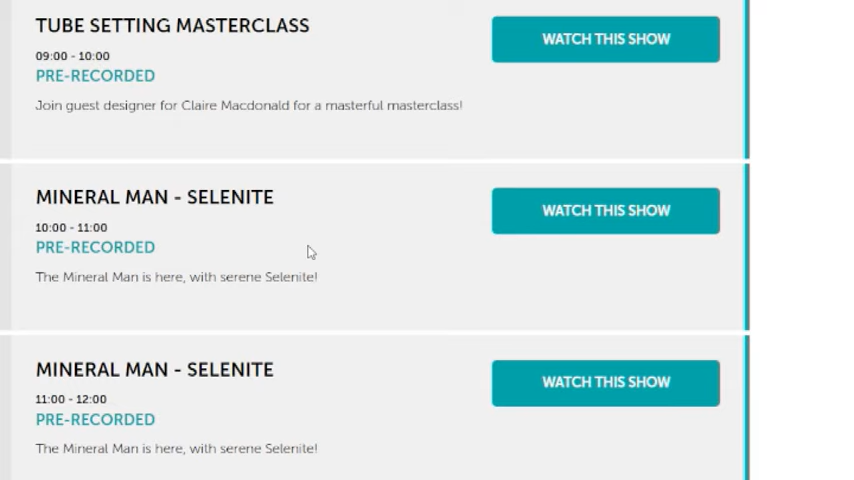 TUBE SETTING MASTERCLASS
WATCH THIS SHOW
09:00 - 10:00
PRE-RECORDED
Join guest designer for Claire Macdonald for a masterful masterclass!
MINERAL MAN - SELENITE
WATCH THIS SHOW
10:00 - 11:00
PRE-RECORDED
The Mineral Man is here, with serene Selenite!
MINERAL MAN - SELENITE
WATCH THIS SHOW
11:00 - 12:00
PRE-RECORDED
The Mineral Man is here, with serene Selenite!